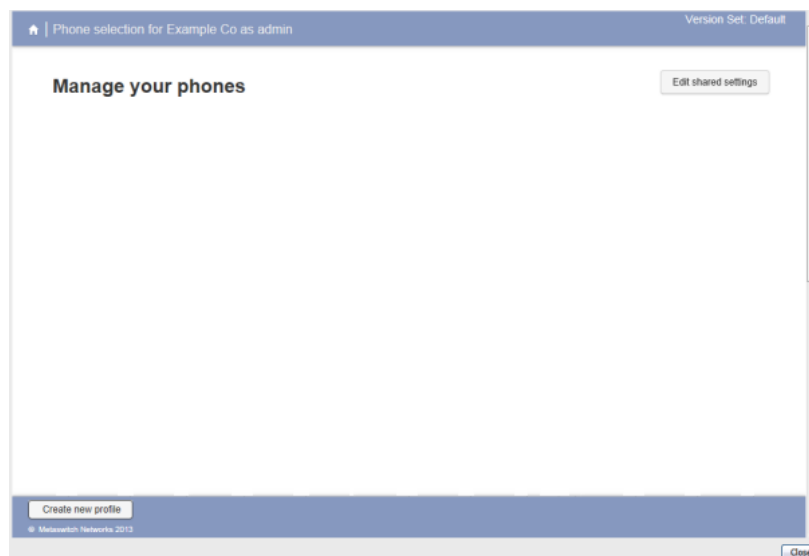 Phone selection for Example Co as admin
Version Set: Default
Manage your phones
Edit shared settings
Create new profile
© Metaswitch Networks 2013